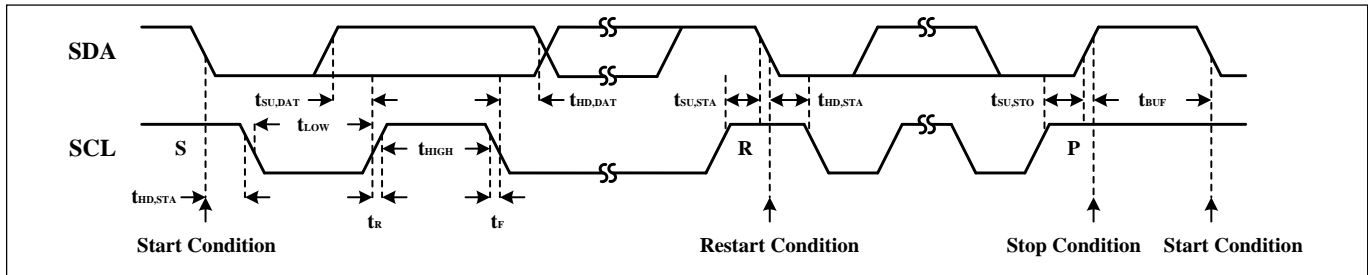 SDA
tSU,DAT
tHD,DAT
tSU,STA
tHD,STA
tSU,STO
tBUF
tLOW
SCL
S
tHIGH
R
P
tHD,STA
tR
tF
Start Condition
Restart Condition
Stop Condition
Start Condition